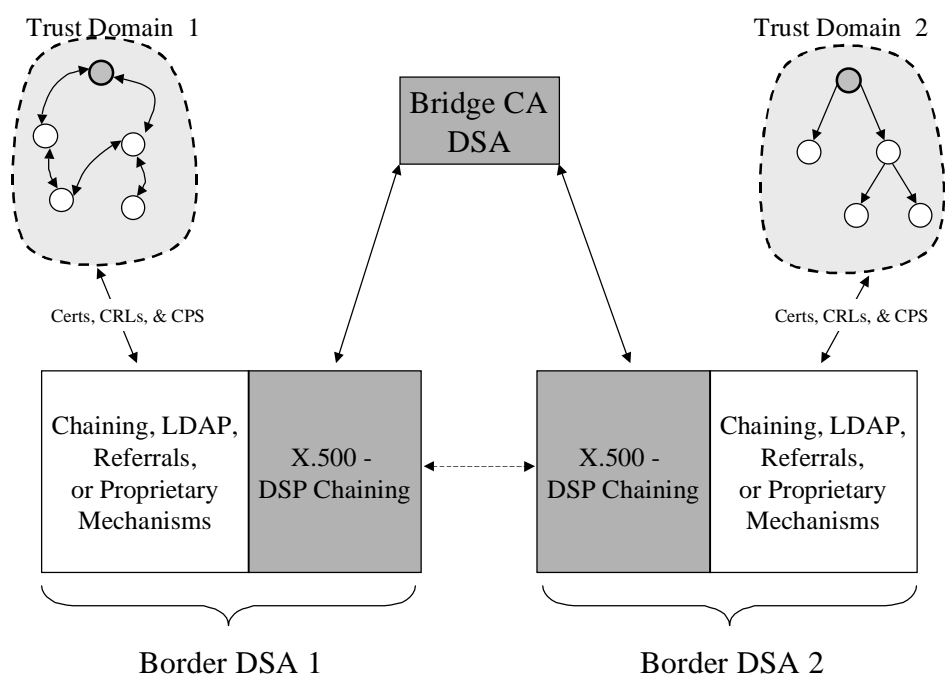 Trust Domain 1
Trust Domain 2
Bridge CA
DSA
Certs, CRLs, & CPS
Certs, CRLs, & CPS
Chaining, LDAP,
Referrals,
or Proprietary
Mechanisms
X.500 -
DSP Chaining
X.500 -
DSP Chaining
Chaining, LDAP,
Referrals,
or Proprietary
Mechanisms
Border DSA 1
Border DSA 2